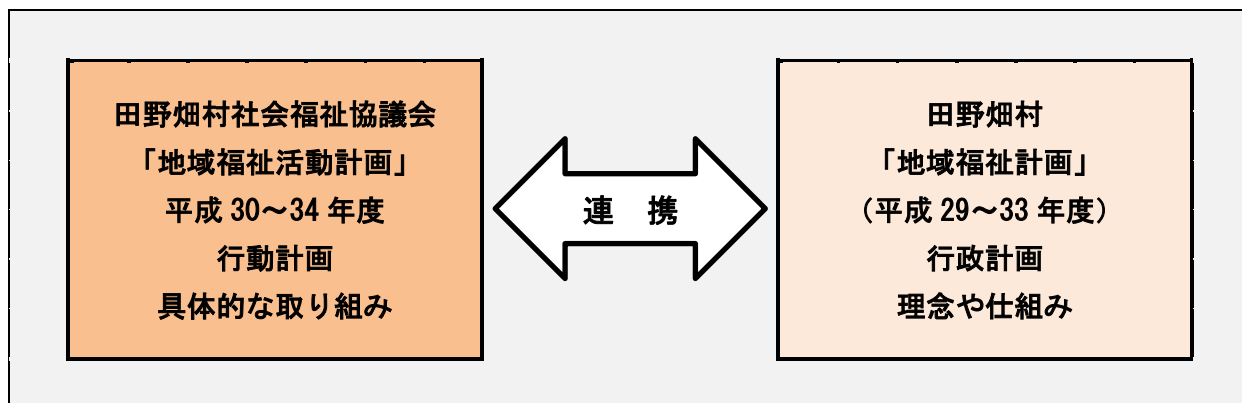 田野畑村社会福祉協議会
「地域福祉活動計画」
平成 30～34 年度
行動計画
具体的な取り組み
連 携
田野畑村
「地域福祉計画」
（平成 29～33 年度）
行政計画
理念や仕組み